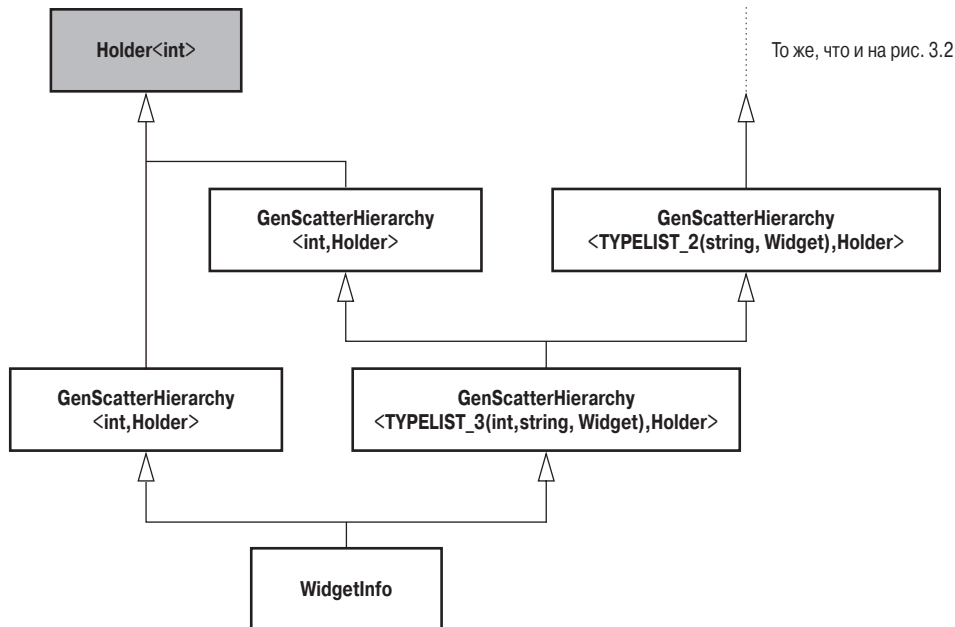 Holder<int>
То же, что и на рис. 3.2
GenScatterHierarchy
<int,Holder>
GenScatterHierarchy
<TYPELIST_2(string, Widget),Holder>
GenScatterHierarchy
<int,Holder>
GenScatterHierarchy
<TYPELIST_3(int,string, Widget),Holder>
WidgetInfo